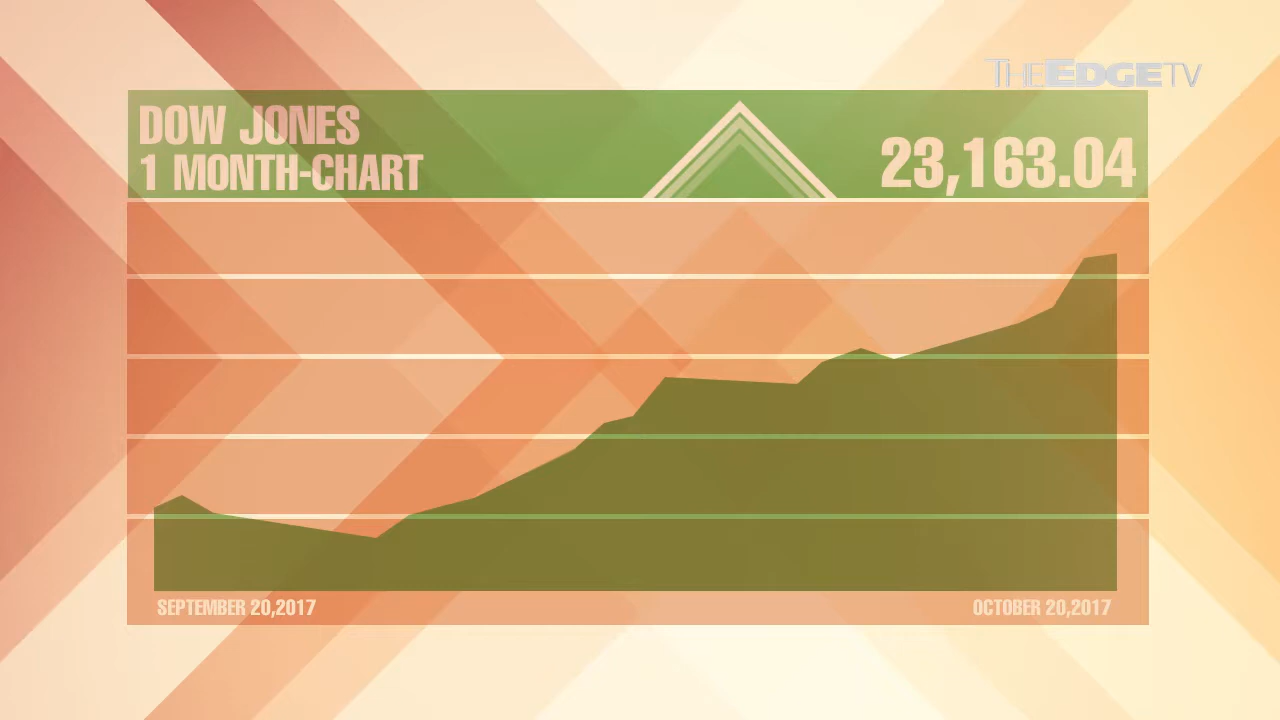 THEEDGETV
DOW JONES
1 MONTH-CHART
23,163.04
SEPTEMBER 20,2017
OCTOBER 20,2017